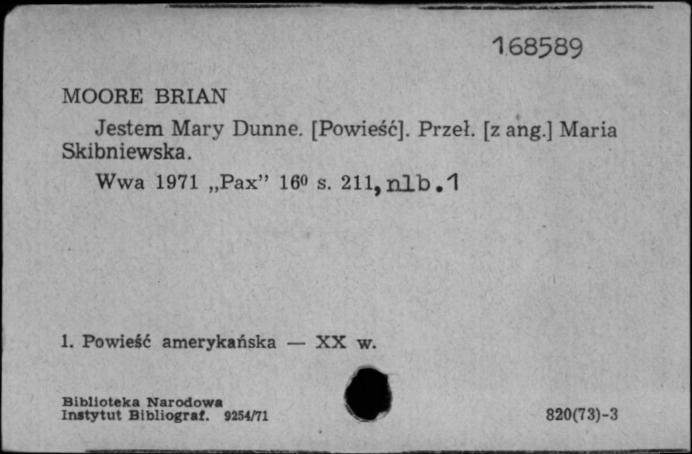 168589
MOORE BRIAN
Jestem Mary Dunne. [Powieść]. Przeł. [z ang.] Maria
Skibniewska.
Wwa 1971 „Pax” 16⁰ s. 211, nlb.1
1. Powieść amerykańska — XX w.
Biblioteka Narodowa
Instytut Bibliograf. 9254/71
820(73)-3